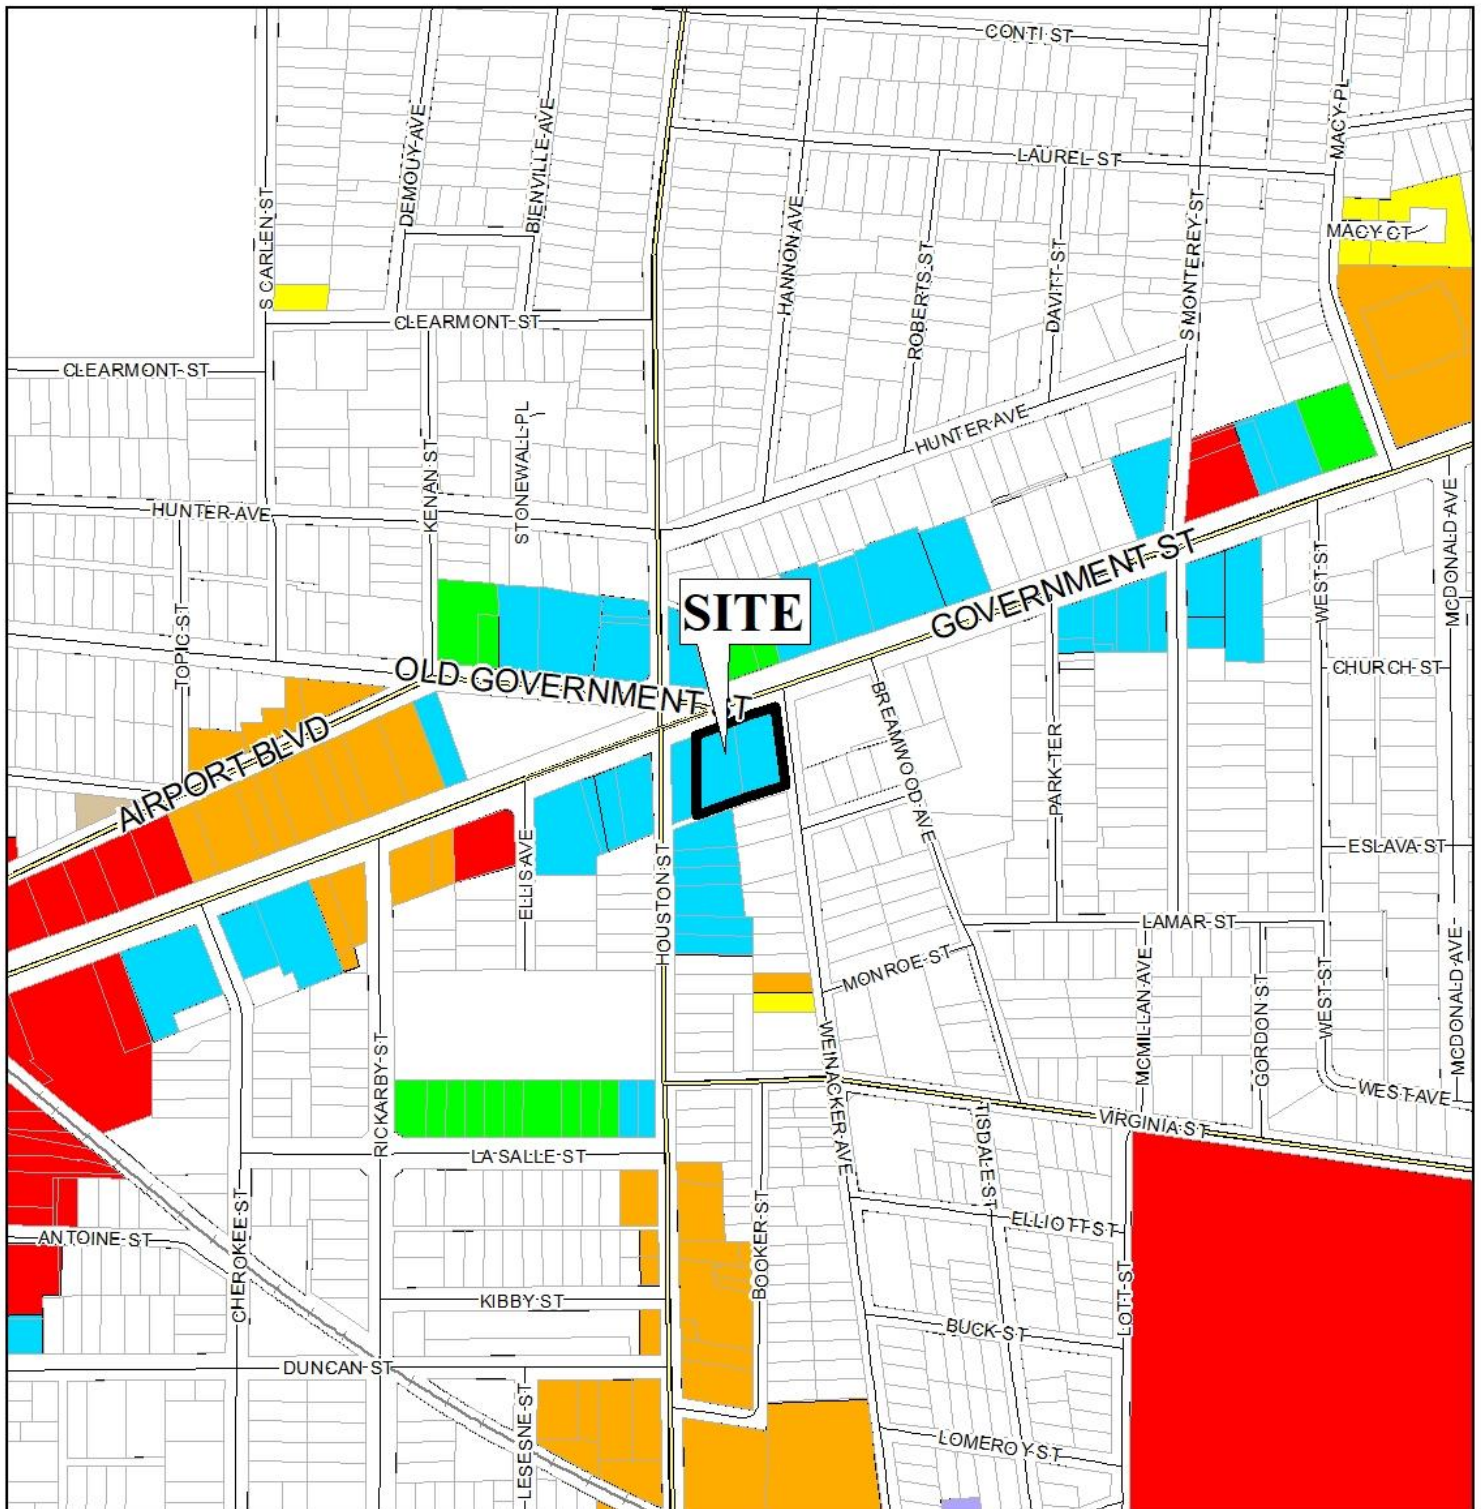 CONTI ST
DEMOUY AVE
BIENVILLE AVE
MACY PL
LAUREL ST
S CARLEN ST
HANNON AVE
S MONTEREY ST
MACY CT
ROBERTS ST
DAVITT ST
CLEARMONT ST
CLEARMONT ST
STONEWALL PL
HUNTER AVE
KENAN ST
HUNTER AVE
MCDONALD AVE
GOVERNMENT ST
WEST ST
SITE
TOPIC ST
CHURCH ST
OLD GOVERNMENT ST
BREAMWOOD AVE
AIRPORT BLVD
PARK TER
ESLAVA ST
ELLIS AVE
HOUSTON ST
LAMAR ST
MONROE ST
MCMILLAN AVE
GORDON ST
WEST ST
MCDONALD AVE
RICKARBY ST
WEINACKER AVE
WEST AVE
VIRGINIA ST
LA SALLE ST
TISDALE ST
CHEROKEE ST
BOOKER ST
ELLIOTT ST
ANTOINE ST
KIBBY ST
LOTT ST
BUCK ST
DUNCAN ST
LESESNE ST
LOMEROY ST